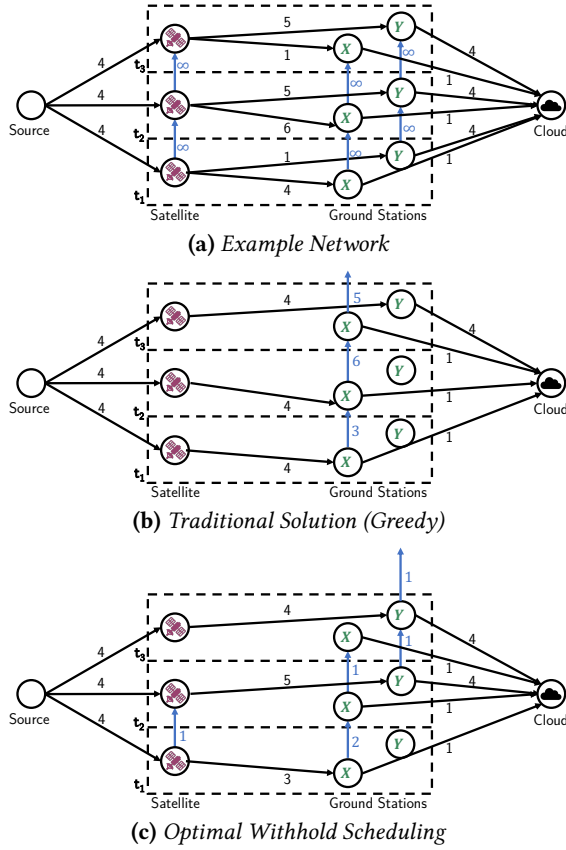 5
Y
4
4
1
X
∞
∞
∞
t3
1
4
5
Y
4
Source
6
X
1
Cloud
4
t2
∞
∞
∞
4
1
Y
1
4
X
t1
Satellite
Ground Stations
(a) Example Network
4
5
Y
4
4
X
t3
6
1
4
Y
Source
4
X
1
Cloud
4
t2
3
Y
1
4
X
t1
Satellite
Ground Stations
(b) Traditional Solution (Greedy)
1
4
Y
4
4
X
t3
1
1
1
4
5
Y
4
Source
X
1
Cloud
4
t2
1
2
Y
1
3
X
t1
Satellite
Ground Stations
(c) Optimal Withhold Scheduling